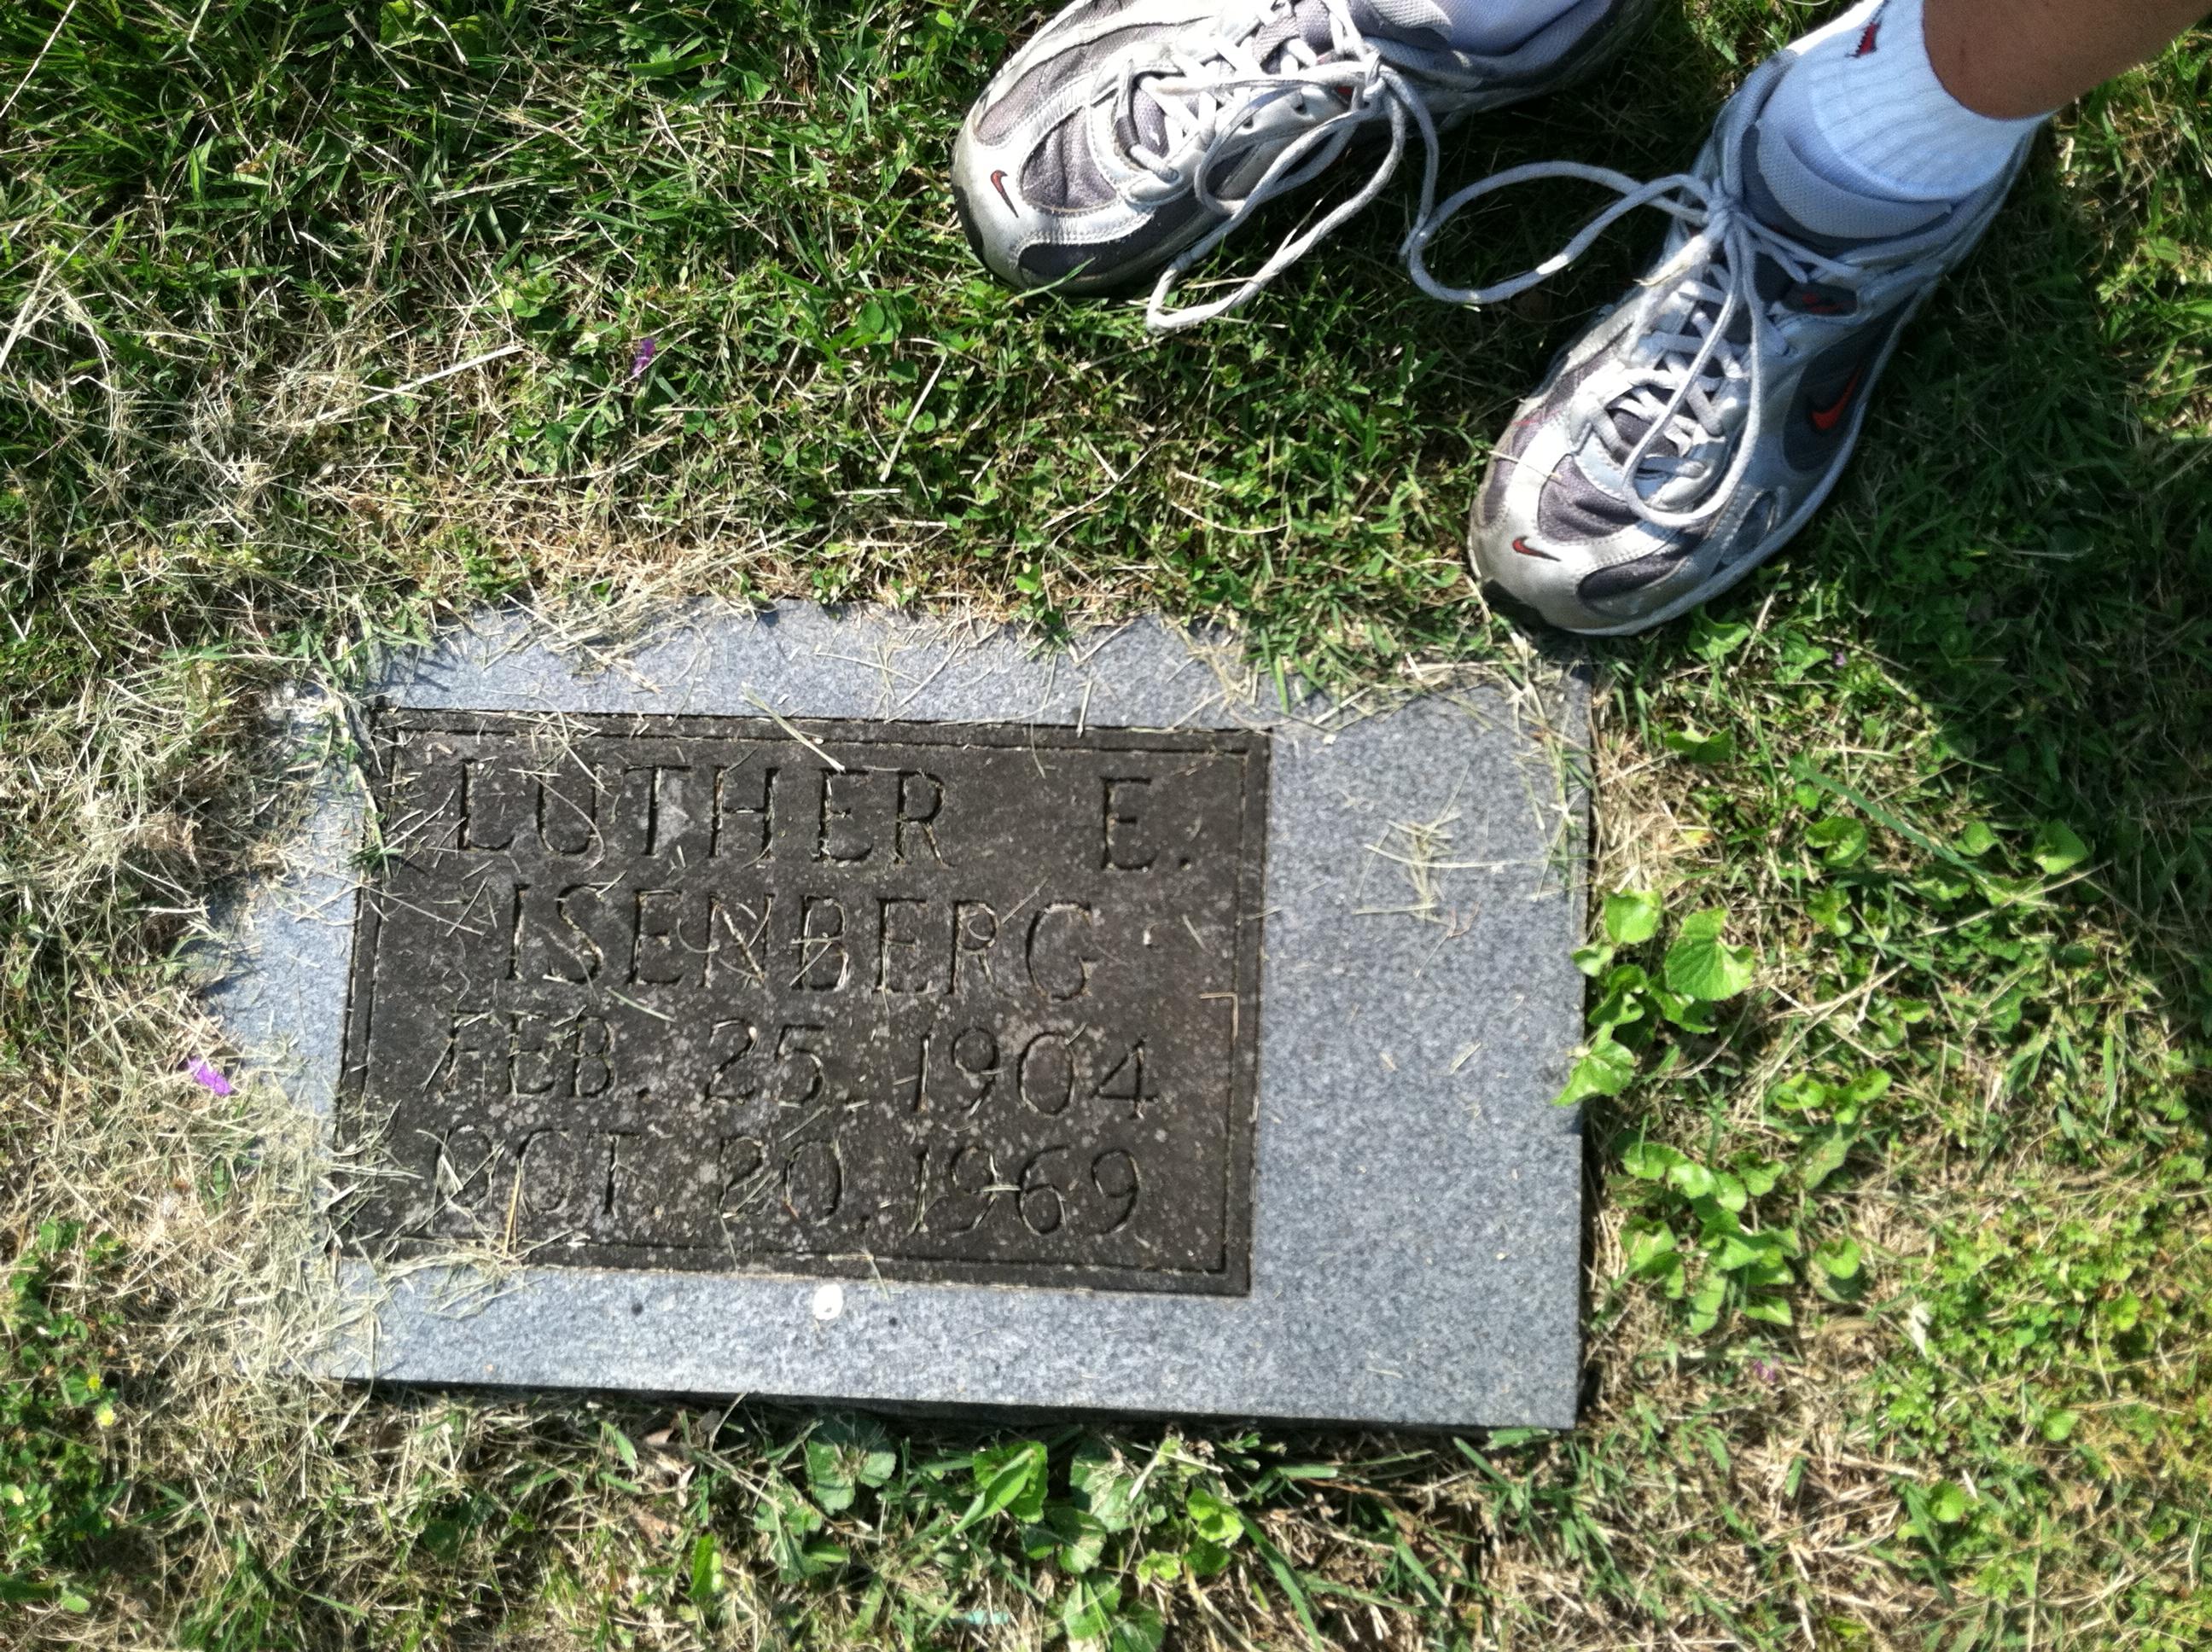 LUTHER E.
ISENBERG
FEB. 25, 1904
OCT. 20, 1969